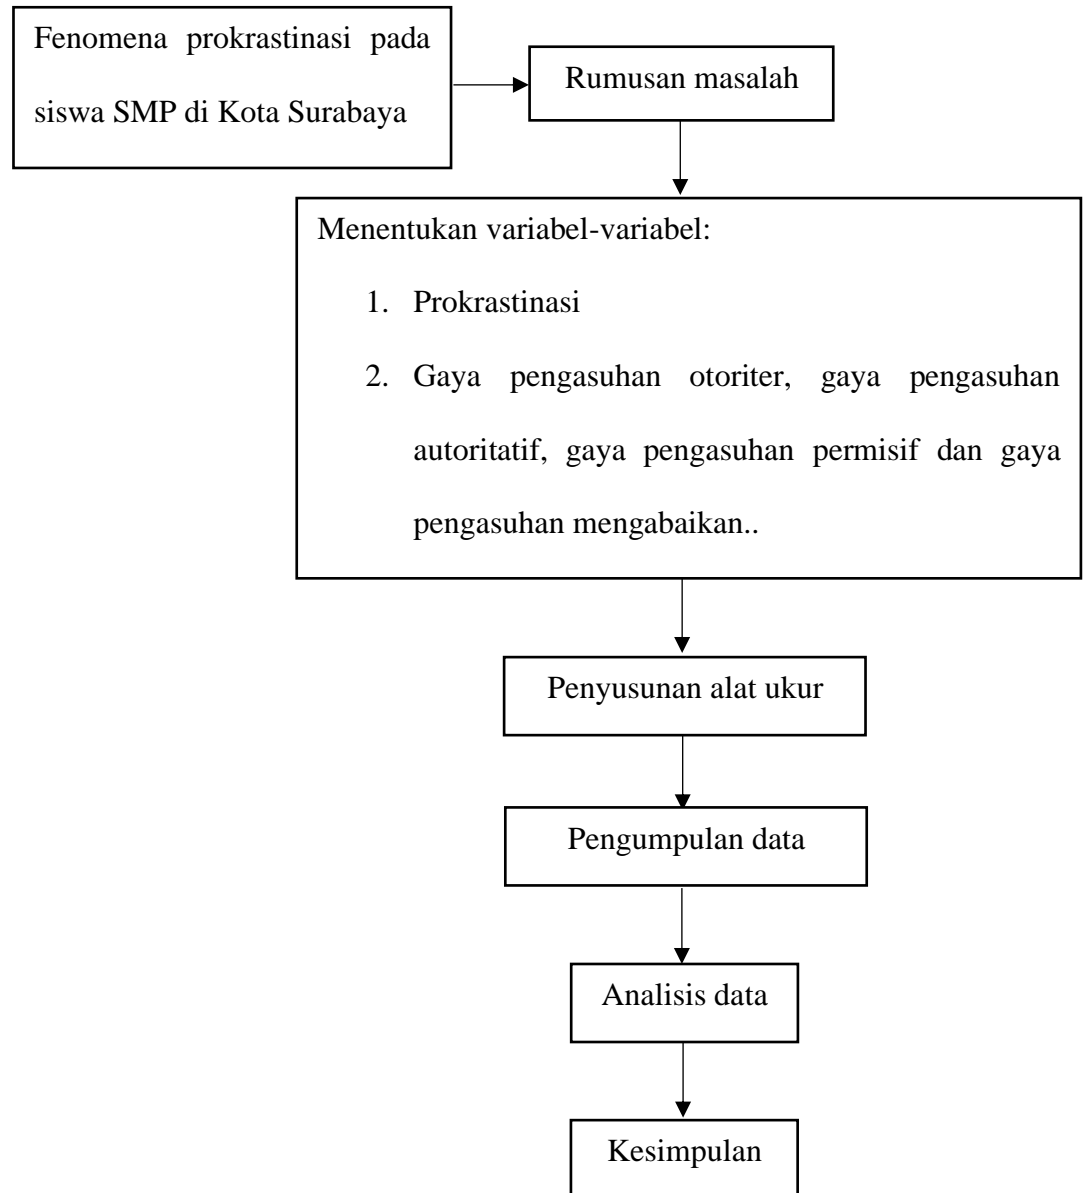 Fenomena prokrastinasi pada
siswa SMP di Kota Surabaya
Rumusan masalah
Menentukan variabel-variabel:
1. Prokrastinasi
2. Gaya pengasuhan otoriter, gaya pengasuhan
autoritatif, gaya pengasuhan permisif dan gaya
pengasuhan mengabaikan..
Penyusunan alat ukur
Pengumpulan data
Analisis data
Kesimpulan